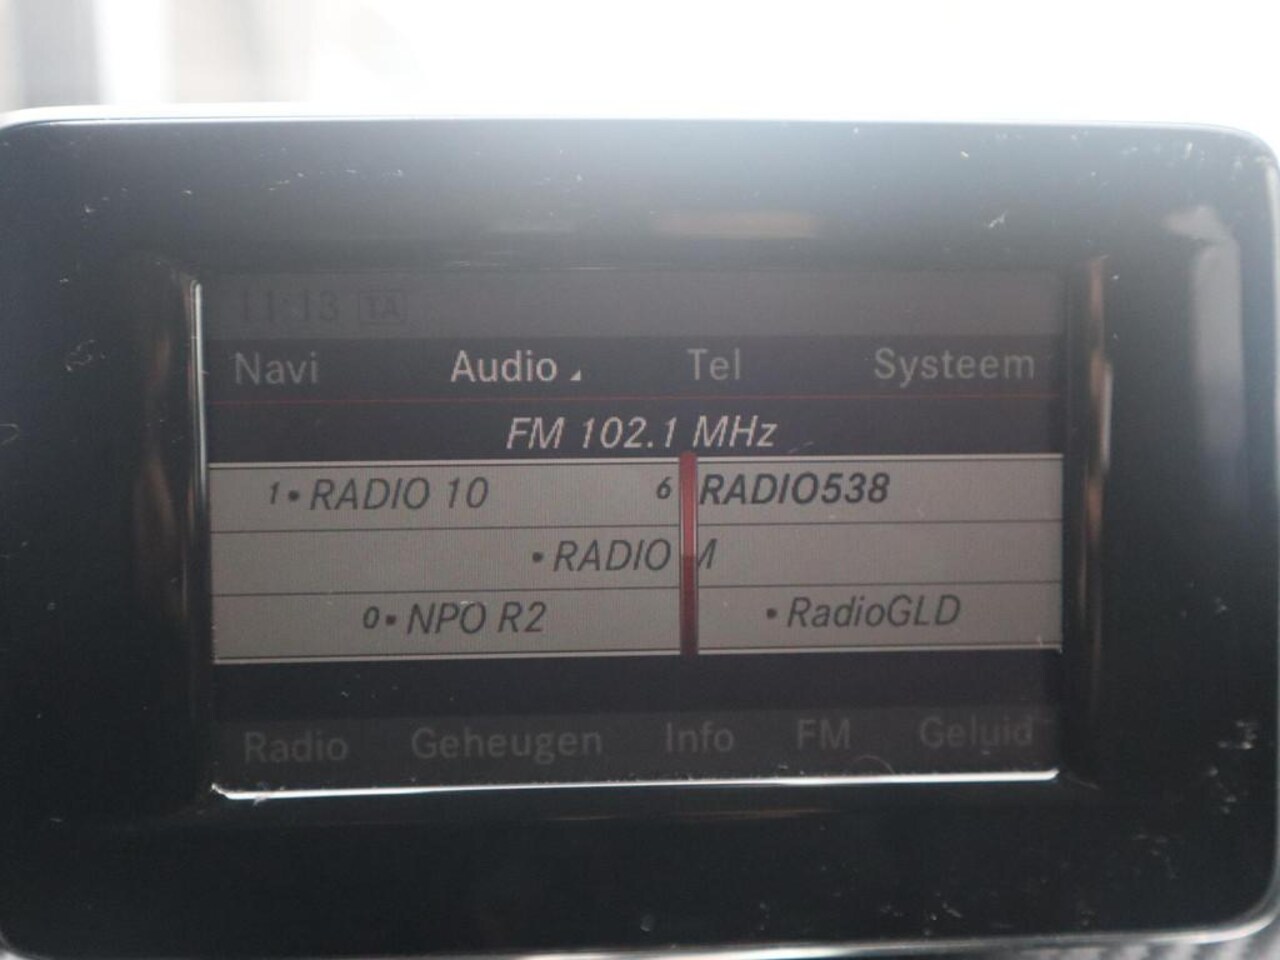 11:13 TA
Navi Audio Tel Systeem
FM 102.1 MHz
1• RADIO 10 6 RADIO538
• RADIO M
0• NPO R2 • RadioGLD
Radio Geheugen Info FM Geluid